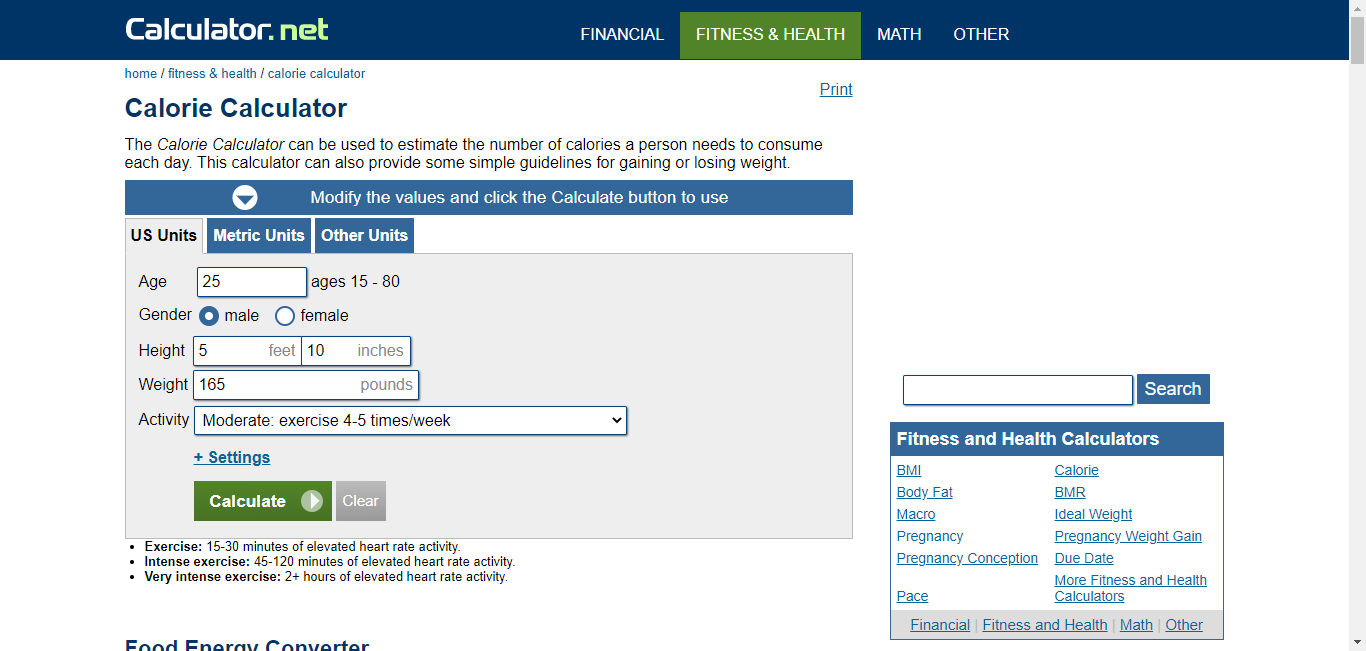 Calculator.net
FINANCIAL FITNESS & HEALTH MATH OTHER
home / fitness & health / calorie calculator
Print
Calorie Calculator
The Calorie Calculator can be used to estimate the number of calories a person needs to consume
each day. This calculator can also provide some simple guidelines for gaining or losing weight.
Modify the values and click the Calculate button to use
US Units Metric Units Other Units
Age 25 ages 15 - 80
Gender male female
Height 5 feet 10 inches
Weight 165 pounds
Activity Moderate: exercise 4-5 times/week
+ Settings
Calculate Clear
Exercise: 15-30 minutes of elevated heart rate activity.
Intense exercise: 45-120 minutes of elevated heart rate activity.
Very intense exercise: 2+ hours of elevated heart rate activity.
Food Energy Converter
Search
Fitness and Health Calculators
BMI Calorie
Body Fat BMR
Macro Ideal Weight
Pregnancy Pregnancy Weight Gain
Pregnancy Conception Due Date
Pace More Fitness and Health
Calculators
Financial | Fitness and Health | Math | Other